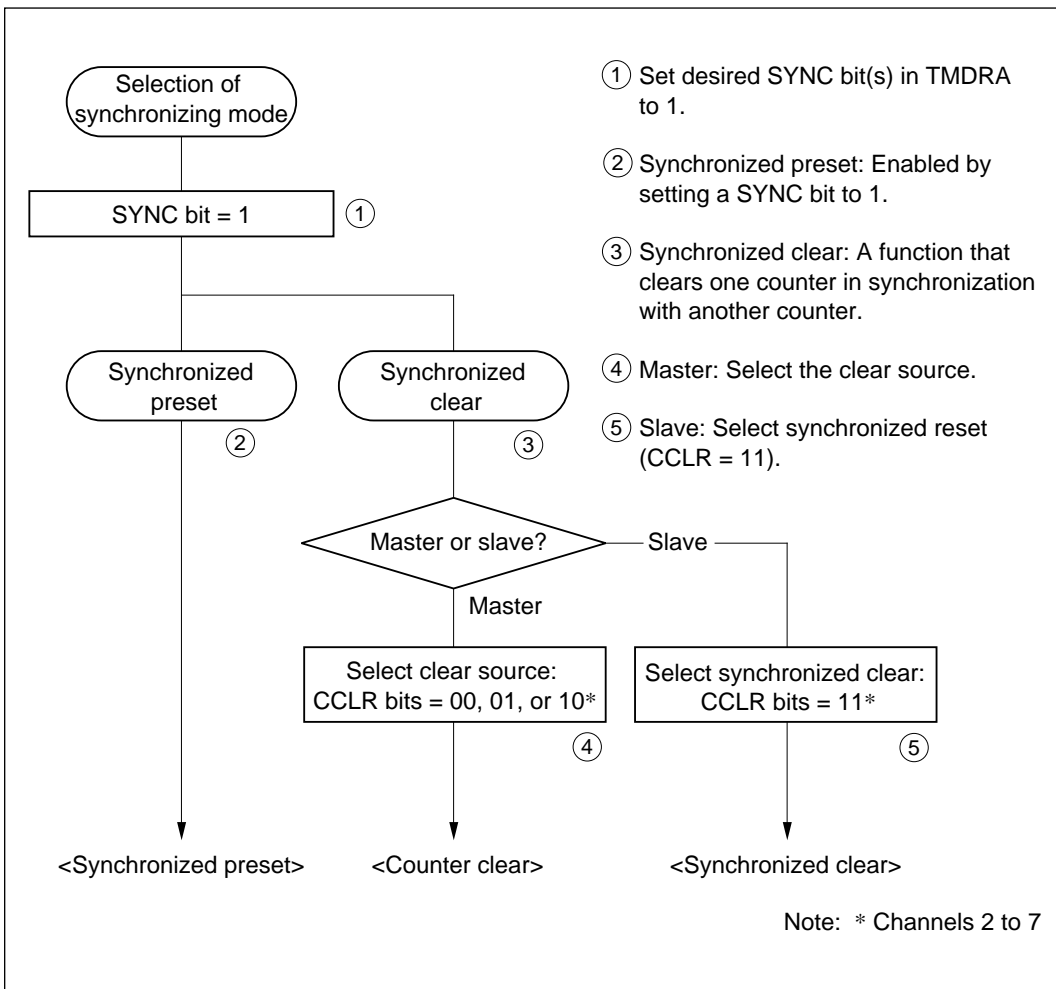 Selection of
synchronizing mode
SYNC bit = 1
①
Synchronized
preset
②
Synchronized
clear
③
Master or slave?
Slave
Master
Select clear source:
CCLR bits = 00, 01, or 10*
④
Select synchronized clear:
CCLR bits = 11*
⑤
<Synchronized preset>
<Counter clear>
<Synchronized clear>
① Set desired SYNC bit(s) in TMDRA
to 1.
② Synchronized preset: Enabled by
setting a SYNC bit to 1.
③ Synchronized clear: A function that
clears one counter in synchronization
with another counter.
④ Master: Select the clear source.
⑤ Slave: Select synchronized reset
(CCLR = 11).
Note: * Channels 2 to 7